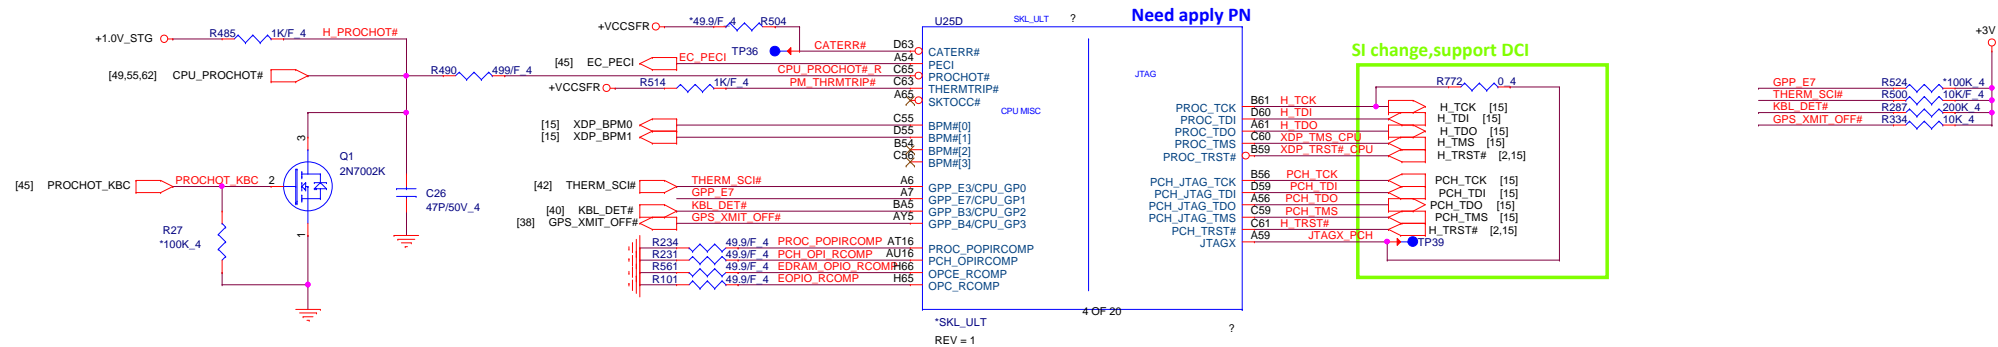 +1.0V_STG R485 1K/F_4 H_PROCHOT#
[49,55,62] CPU_PROCHOT#
R490 499/F_4
3
Q1
2N7002K
[45] PROCHOT_KBC PROCHOT_KBC 2
1
R27
*100K_4
C26
47P/50V_4
+VCCSFR *49.9/F_4 R504
TP36 CATERR# D63
[45] EC_PECI EC_PECI A54
CPU_PROCHOT#_R C65
+VCCSFR R514 1K/F_4 PM_THRMTRIP# C63
A65
[15] XDP_BPM0 C55
[15] XDP_BPM1 D55
B54
C56
[42] THERM_SCI# THERM_SCI# A6
GPP_E7 A7
[40] KBL_DET# KBL_DET# BA5
[38] GPS_XMIT_OFF# GPS_XMIT_OFF# AY5
R234 49.9/F_4 PROC_POPIRCOMP AT16
R231 49.9/F_4 PCH_OPI_RCOMP AU16
R561 49.9/F_4 EDRAM_OPIO_RCOMP H66
R101 49.9/F_4 EOPIO_RCOMP H65
U25D SKL_ULT ? Need apply PN
CATERR#
PECI
PROCHOT#
THERMTRIP#
SKTOCC#
CPU MISC
JTAG
BPM#[0]
BPM#[1]
BPM#[2]
BPM#[3]
GPP_E3/CPU_GP0
GPP_E7/CPU_GP1
GPP_B3/CPU_GP2
GPP_B4/CPU_GP3
PROC_POPIRCOMP
PCH_OPIRCOMP
OPCE_RCOMP
OPC_RCOMP
PROC_TCK
PROC_TDI
PROC_TDO
PROC_TMS
PROC_TRST#
PCH_JTAG_TCK
PCH_JTAG_TDI
PCH_JTAG_TDO
PCH_JTAG_TMS
PCH_TRST#
JTAGX
4 OF 20
*SKL_ULT
REV = 1
?
SI change,support DCI
R772 0_4
B61 H_TCK H_TCK [15]
D60 H_TDI H_TDI [15]
A61 H_TDO H_TDO [15]
C60 XDP_TMS_CPU H_TMS [15]
B59 XDP_TRST#_CPU H_TRST# [2,15]
B56 PCH_TCK PCH_TCK [15]
D59 PCH_TDI PCH_TDI [15]
A56 PCH_TDO PCH_TDO [15]
C59 PCH_TMS PCH_TMS [15]
C61 H_TRST# H_TRST# [2,15]
A59 JTAGX_PCH TP39
+3V
GPP_E7 R524 *100K_4
THERM_SCI# R500 10K/F_4
KBL_DET# R287 200K_4
GPS_XMIT_OFF# R334 10K_4